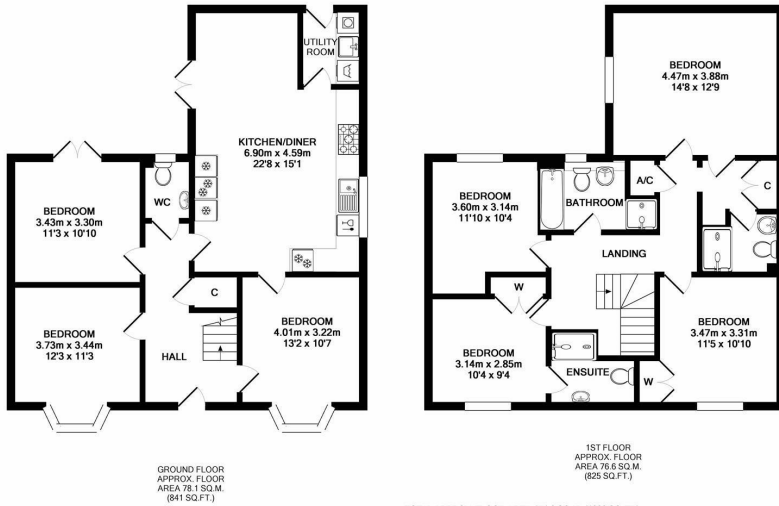 UTILITY
ROOM
KITCHEN/DINER
6.90m x 4.59m
22'8 x 15'1
WC
BEDROOM
3.43m x 3.30m
11'3 x 10'10
C
BEDROOM
3.73m x 3.44m
12'3 x 11'3
HALL
BEDROOM
4.01m x 3.22m
13'2 x 10'7
GROUND FLOOR
APPROX. FLOOR
AREA 78.1 SQ.M.
(841 SQ.FT.)
BEDROOM
4.47m x 3.88m
14'8 x 12'9
BEDROOM
3.60m x 3.14m
11'10 x 10'4
BATHROOM
A/C
C
LANDING
W
BEDROOM
3.14m x 2.85m
10'4 x 9'4
ENSUITE
W
BEDROOM
3.47m x 3.31m
11'5 x 10'10
1ST FLOOR
APPROX. FLOOR
AREA 76.6 SQ.M.
(825 SQ.FT.)